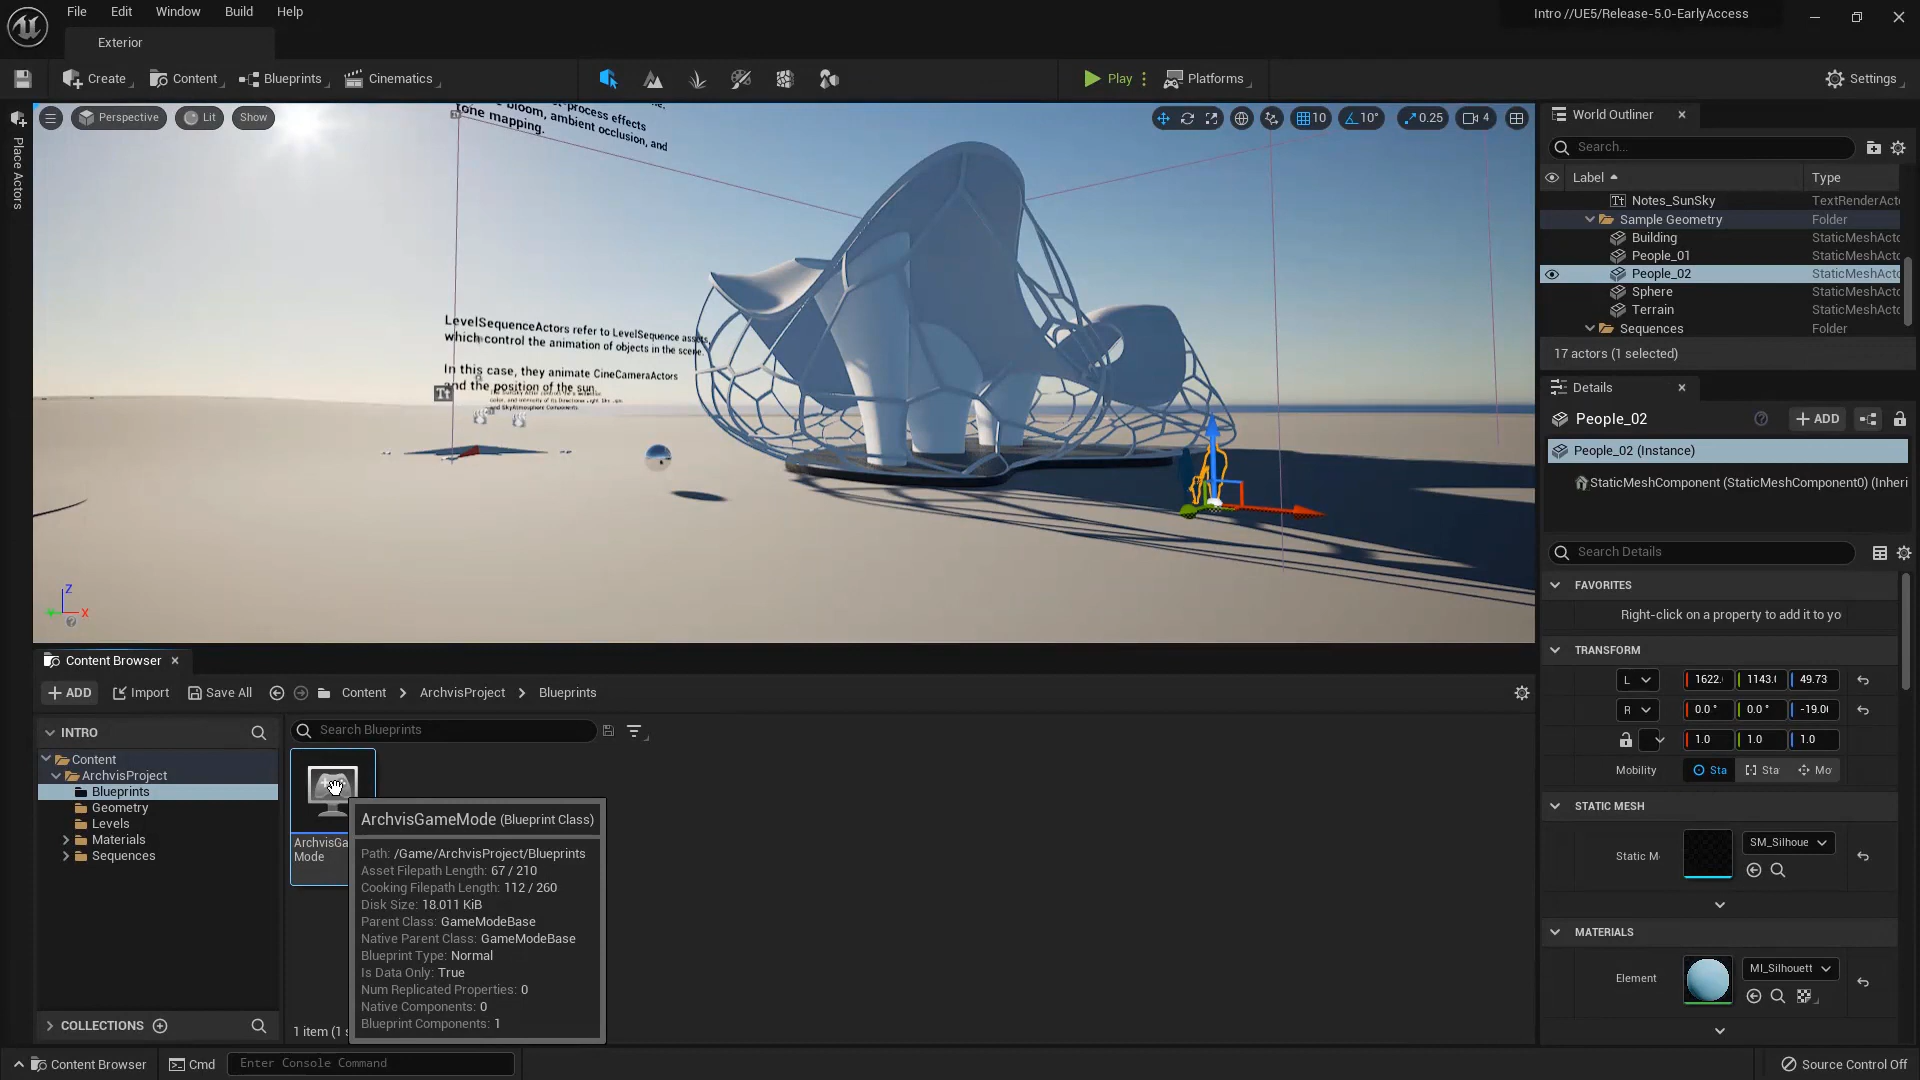 File Edit Window Build Help
Intro //UE5/Release-5.0-EarlyAccess
Exterior
Create Content Blueprints Cinematics
Play Platforms
Settings
Place Actors
Perspective Lit Show
10 10° 0.25 4
bloom, ambient occlusion, and
tone mapping.
LevelSequenceActors refer to LevelSequence assets,
which control the animation of objects in the scene.
In this case, they animate CineCameraActors
and the position of the sun.
Tt
Z
X
World Outliner
Search...
Label Type
Tt Notes_SunSky TextRenderActo
Sample Geometry Folder
Building StaticMeshActo
People_01 StaticMeshActo
People_02 StaticMeshActo
Sphere StaticMeshActo
Terrain StaticMeshActo
Sequences Folder
17 actors (1 selected)
Details
People_02 ADD
People_02 (Instance)
StaticMeshComponent (StaticMeshComponent0) (Inheri
Search Details
FAVORITES
Right-click on a property to add it to yo
TRANSFORM
L 1622. 1143.( 49.73
R 0.0 ° 0.0 ° -19.0(
1.0 1.0 1.0
Mobility Sta Sta Mo
STATIC MESH
Static M SM_Silhoue
MATERIALS
Element MI_Silhouett
Content Browser
ADD Import Save All Content ArchvisProject Blueprints
INTRO
Search Blueprints
Content
ArchvisProject
Blueprints
Geometry
Levels
Materials
Sequences
COLLECTIONS
ArchvisGa
Mode
ArchvisGameMode (Blueprint Class)
Path: /Game/ArchvisProject/Blueprints
Asset Filepath Length: 67 / 210
Cooking Filepath Length: 112 / 260
Disk Size: 18.011 KiB
Parent Class: GameModeBase
Native Parent Class: GameModeBase
Blueprint Type: Normal
Is Data Only: True
Num Replicated Properties: 0
Native Components: 0
Blueprint Components: 1
1 item (1 s
Content Browser Cmd Enter Console Command
Source Control Off